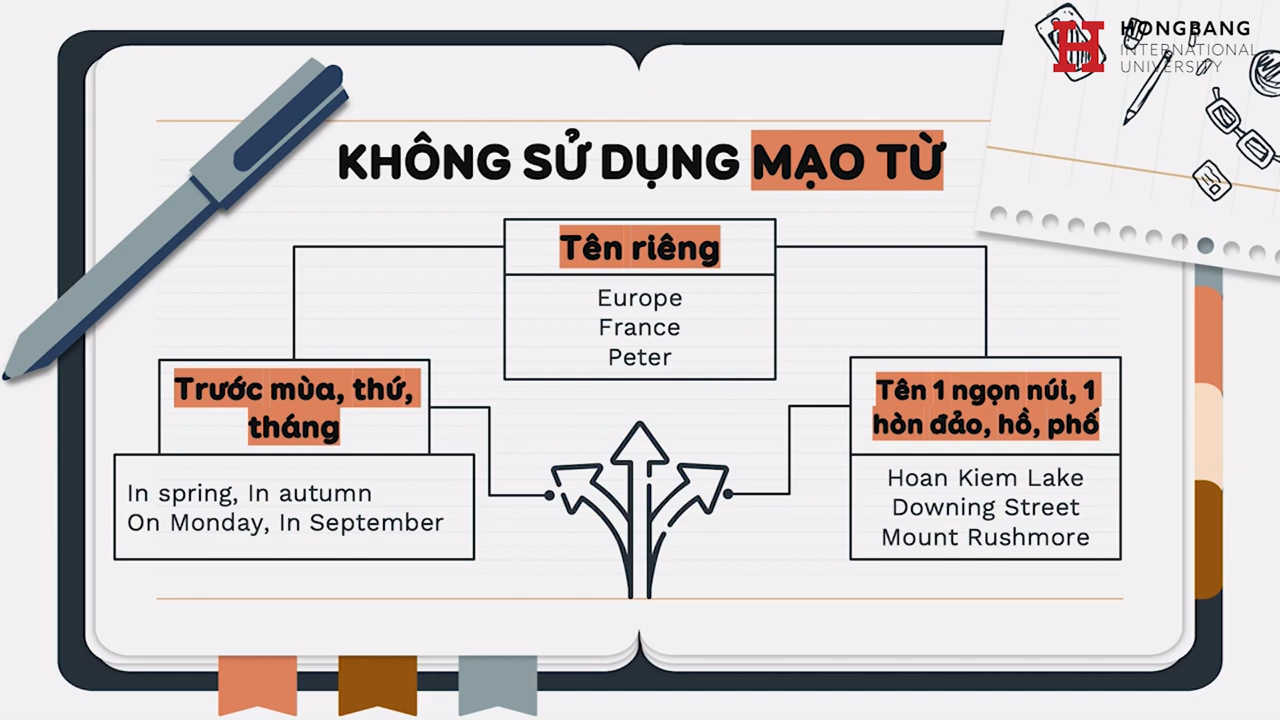 HONGBANG
INTERNATIONAL
UNIVERSITY
KHÔNG SỬ DỤNG MẠO TỪ
Tên riêng
Europe
France
Peter
Trước mùa, thứ,
tháng
In spring, In autumn
On Monday, In September
Tên 1 ngọn núi, 1
hòn đảo, hồ, phố
Hoan Kiem Lake
Downing Street
Mount Rushmore